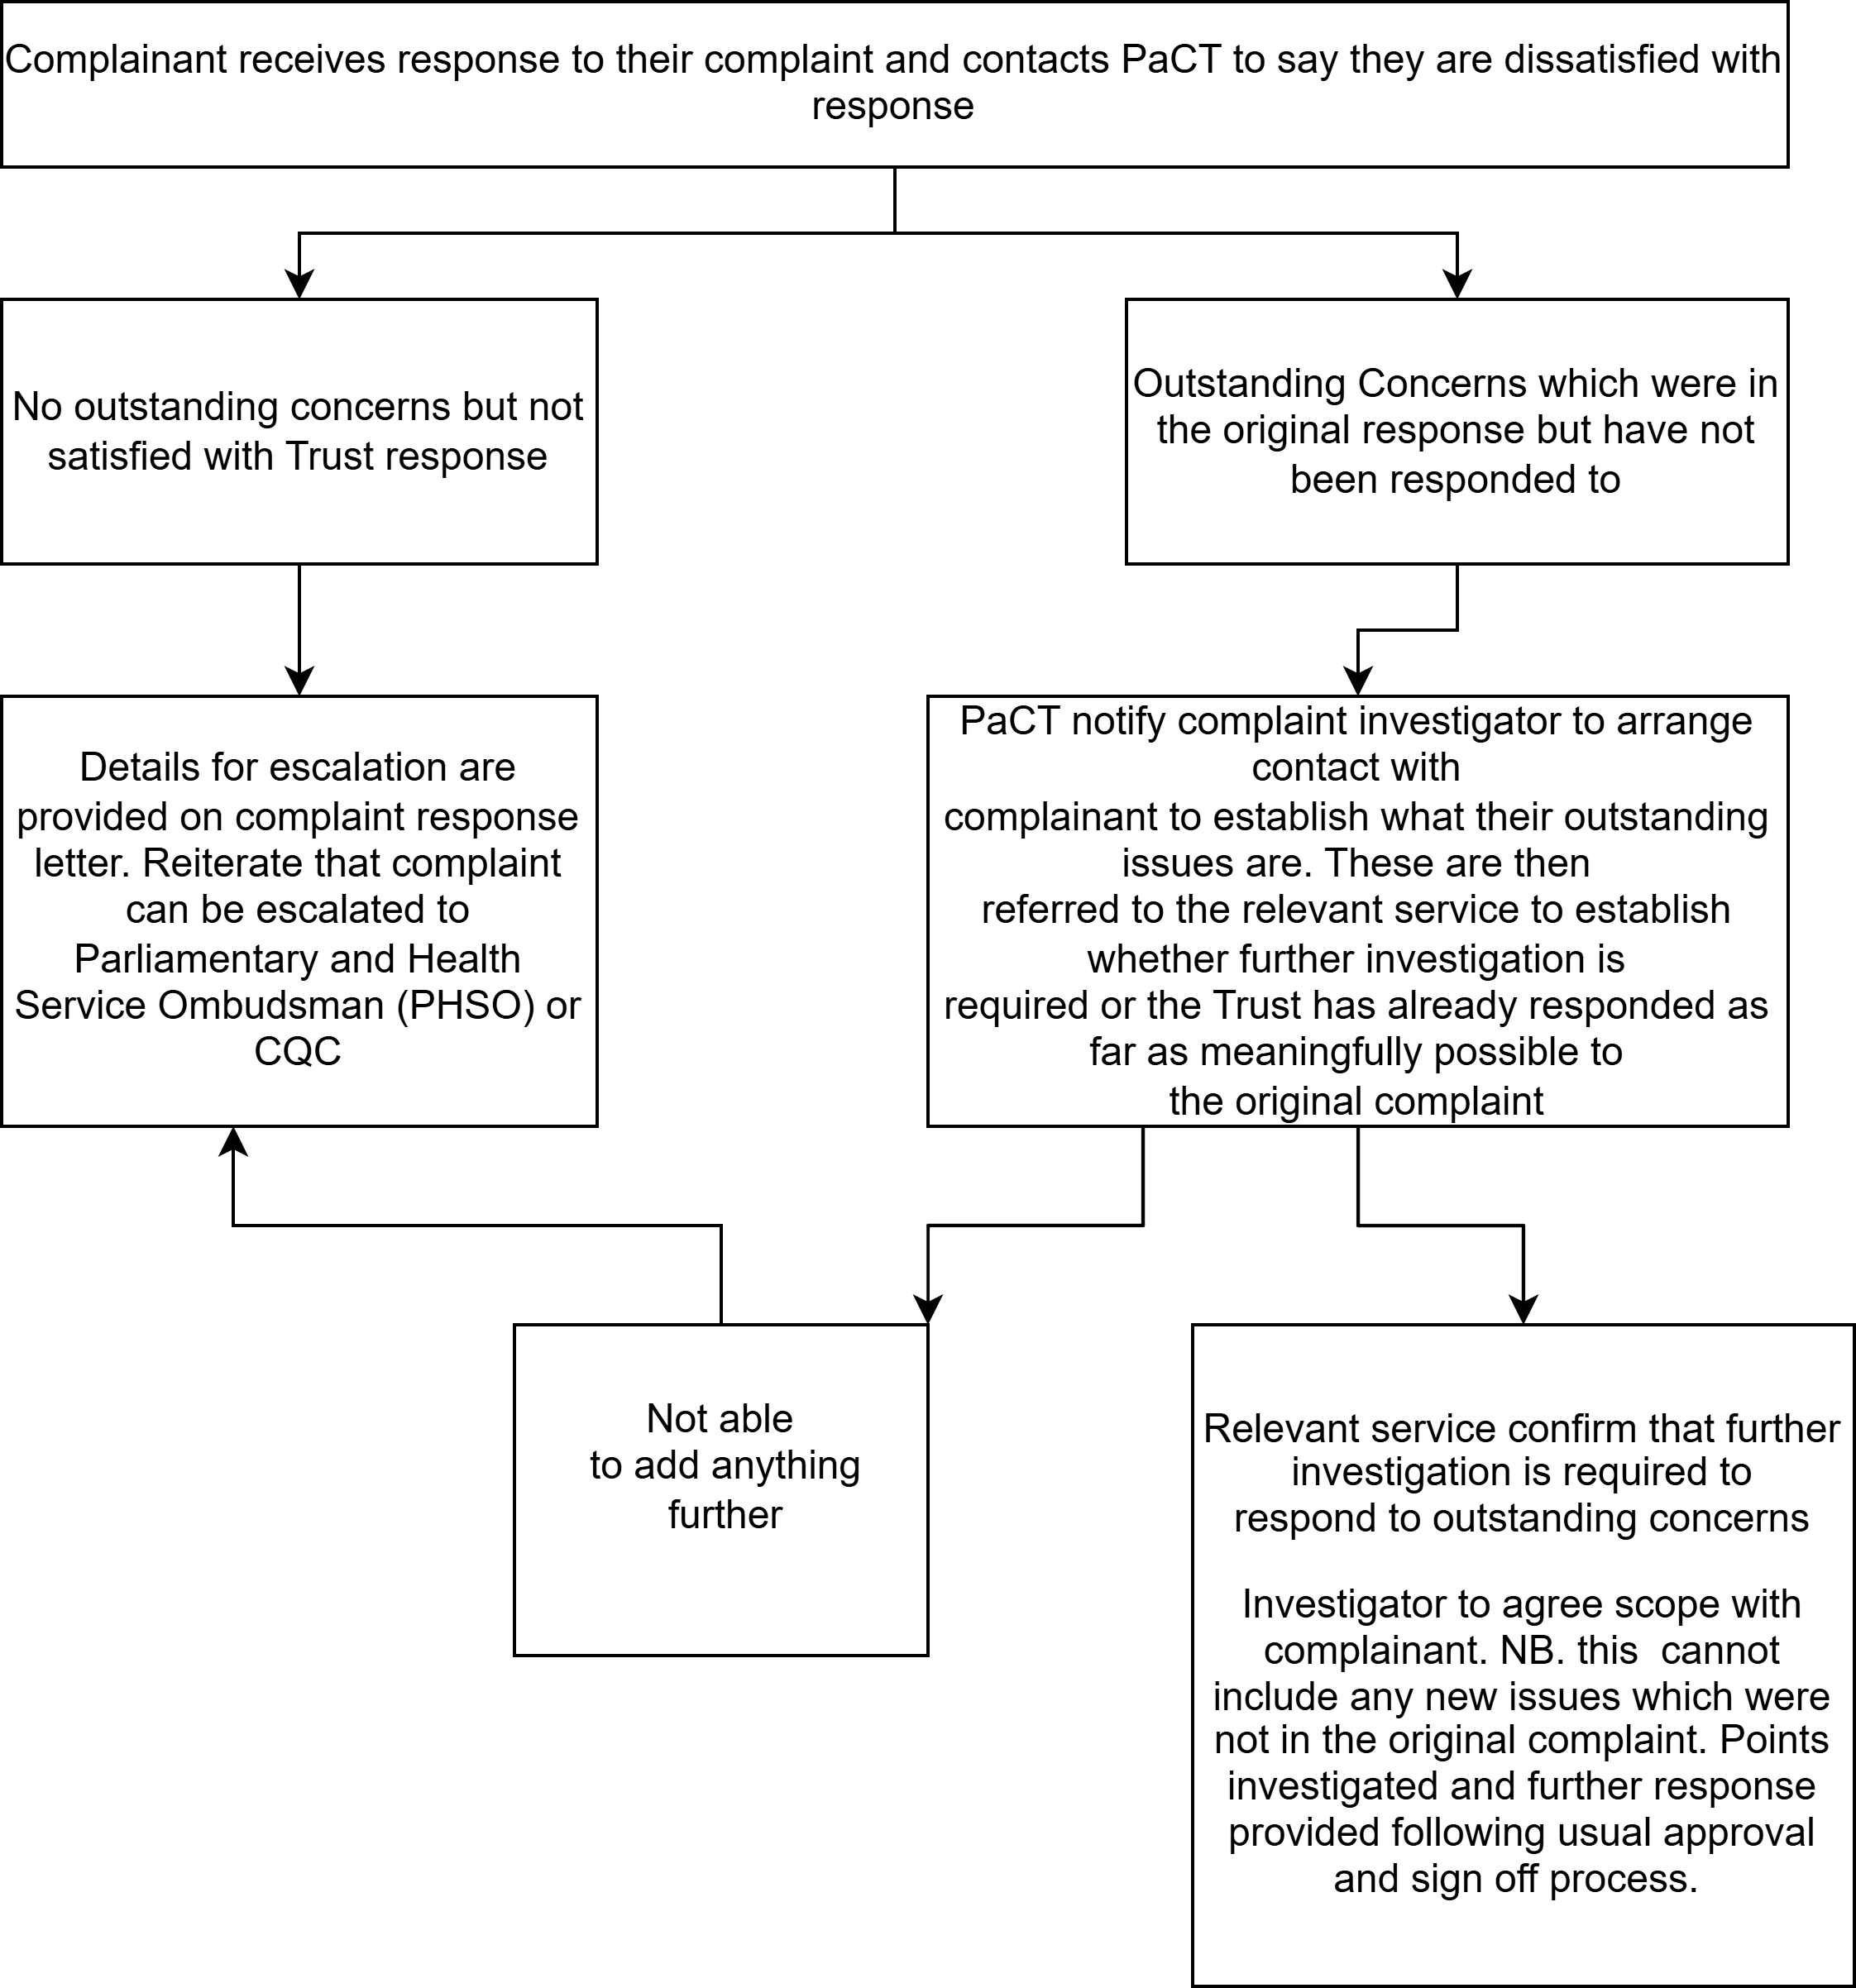 Complainant receives response to their complaint and contacts PaCT to say they are dissatisfied with
response
No outstanding concerns but not
satisfied with Trust response
Outstanding Concerns which were in
the original response but have not
been responded to
Details for escalation are
provided on complaint response
letter. Reiterate that complaint
can be escalated to
Parliamentary and Health
Service Ombudsman (PHSO) or
CQC
PaCT notify complaint investigator to arrange
contact with
complainant to establish what their outstanding
issues are. These are then
referred to the relevant service to establish
whether further investigation is
required or the Trust has already responded as
far as meaningfully possible to
the original complaint
Not able
to add anything
further
Relevant service confirm that further
investigation is required to
respond to outstanding concerns
Investigator to agree scope with
complainant. NB. this  cannot
include any new issues which were
not in the original complaint. Points
investigated and further response
provided following usual approval
and sign off process.